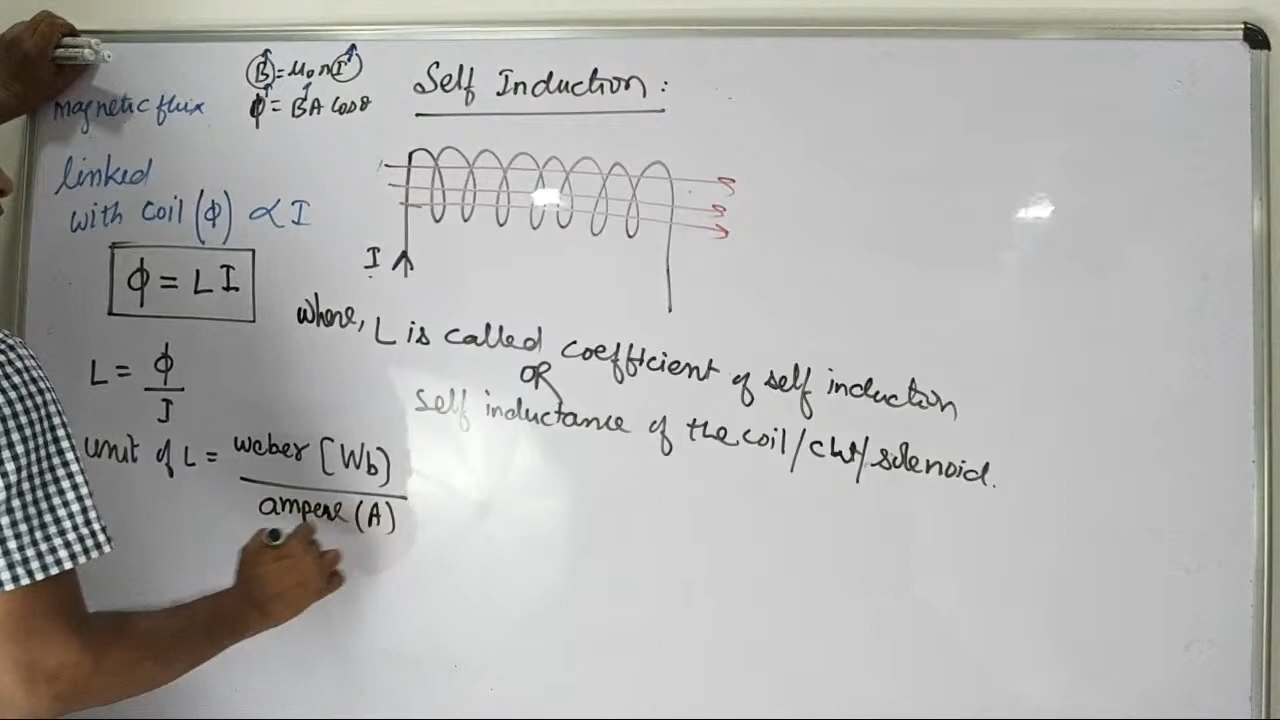 B = μ₀nI
Self Induction:
magnetic flux
ϕ = BA cosθ
linked
with coil (ϕ) ∝ I
I
ϕ = LI
where, L is called coefficient of self induction
OR
self inductance of the coil/ckt/solenoid.
L = ϕ/I
unit of L = weber [Wb)
ampere (A)